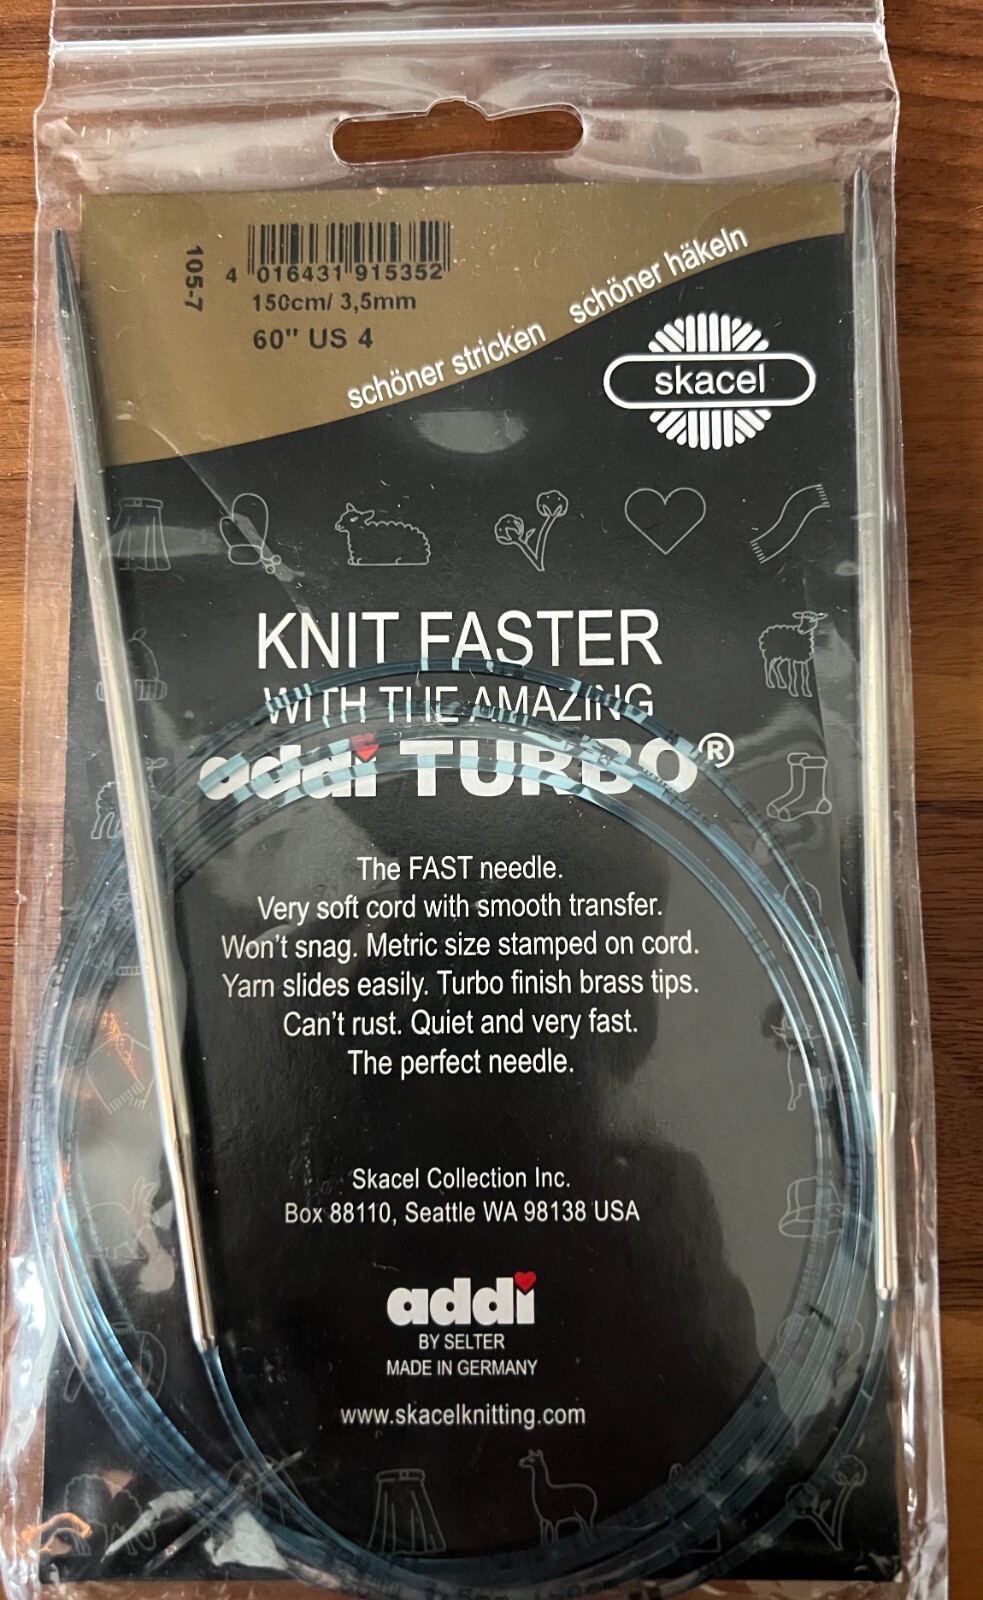 105-7
4 016431 915352
150cm/ 3,5mm
60" US 4
schöner stricken schöner häkeln
skacel
KNIT FASTER
WITH THE AMAZING
addi TURBO®
The FAST needle.
Very soft cord with smooth transfer.
Won't snag. Metric size stamped on cord.
Yarn slides easily. Turbo finish brass tips.
Can't rust. Quiet and very fast.
The perfect needle.
Skacel Collection Inc.
Box 88110, Seattle WA 98138 USA
addi
BY SELTER
MADE IN GERMANY
www.skacelknitting.com